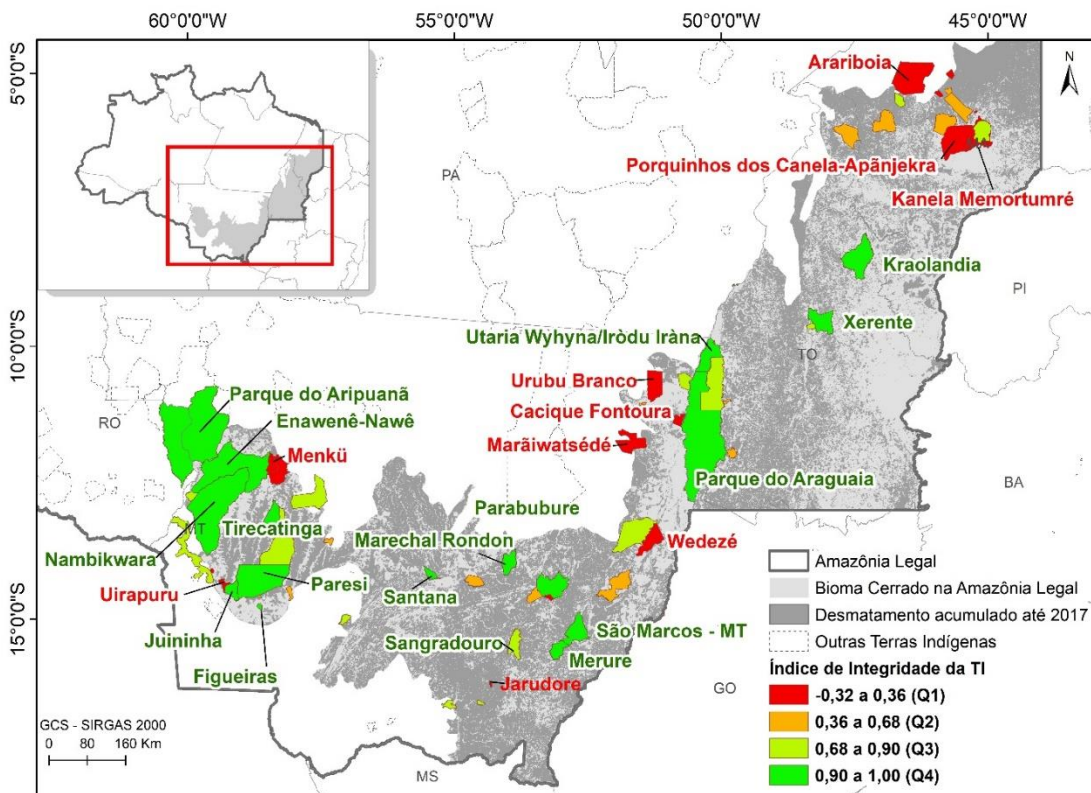 60°0'0"W
55°0'0"W
50°0'0"W
45°0'0"W
5°0'0"S
10°0'0"S
15°0'0"S
N
Arariboia
Porquinhos dos Canela-Apãnjekra
Kanela Memortumré
PA
Kraolandia
PI
Xerente
TO
Utaria Wyhyna/Iròdu Iràna
Urubu Branco
Cacique Fontoura
Marãiwatsédé
Parque do Araguaia
BA
Parque do Aripuanã
RO
Enawenê-Nawê
Menkü
Parabubure
Tirecatinga
MT
Marechal Rondon
Wedezé
Nambikwara
Uirapuru
Paresi
Santana
Juininha
São Marcos - MT
Sangradouro
Merure
Figueiras
Jarudore
GO
MS
GCS - SIRGAS 2000
0 80 160 Km
Amazônia Legal
Bioma Cerrado na Amazônia Legal
Desmatamento acumulado até 2017
Outras Terras Indígenas
Índice de Integridade da TI
-0,32 a 0,36 (Q1)
0,36 a 0,68 (Q2)
0,68 a 0,90 (Q3)
0,90 a 1,00 (Q4)